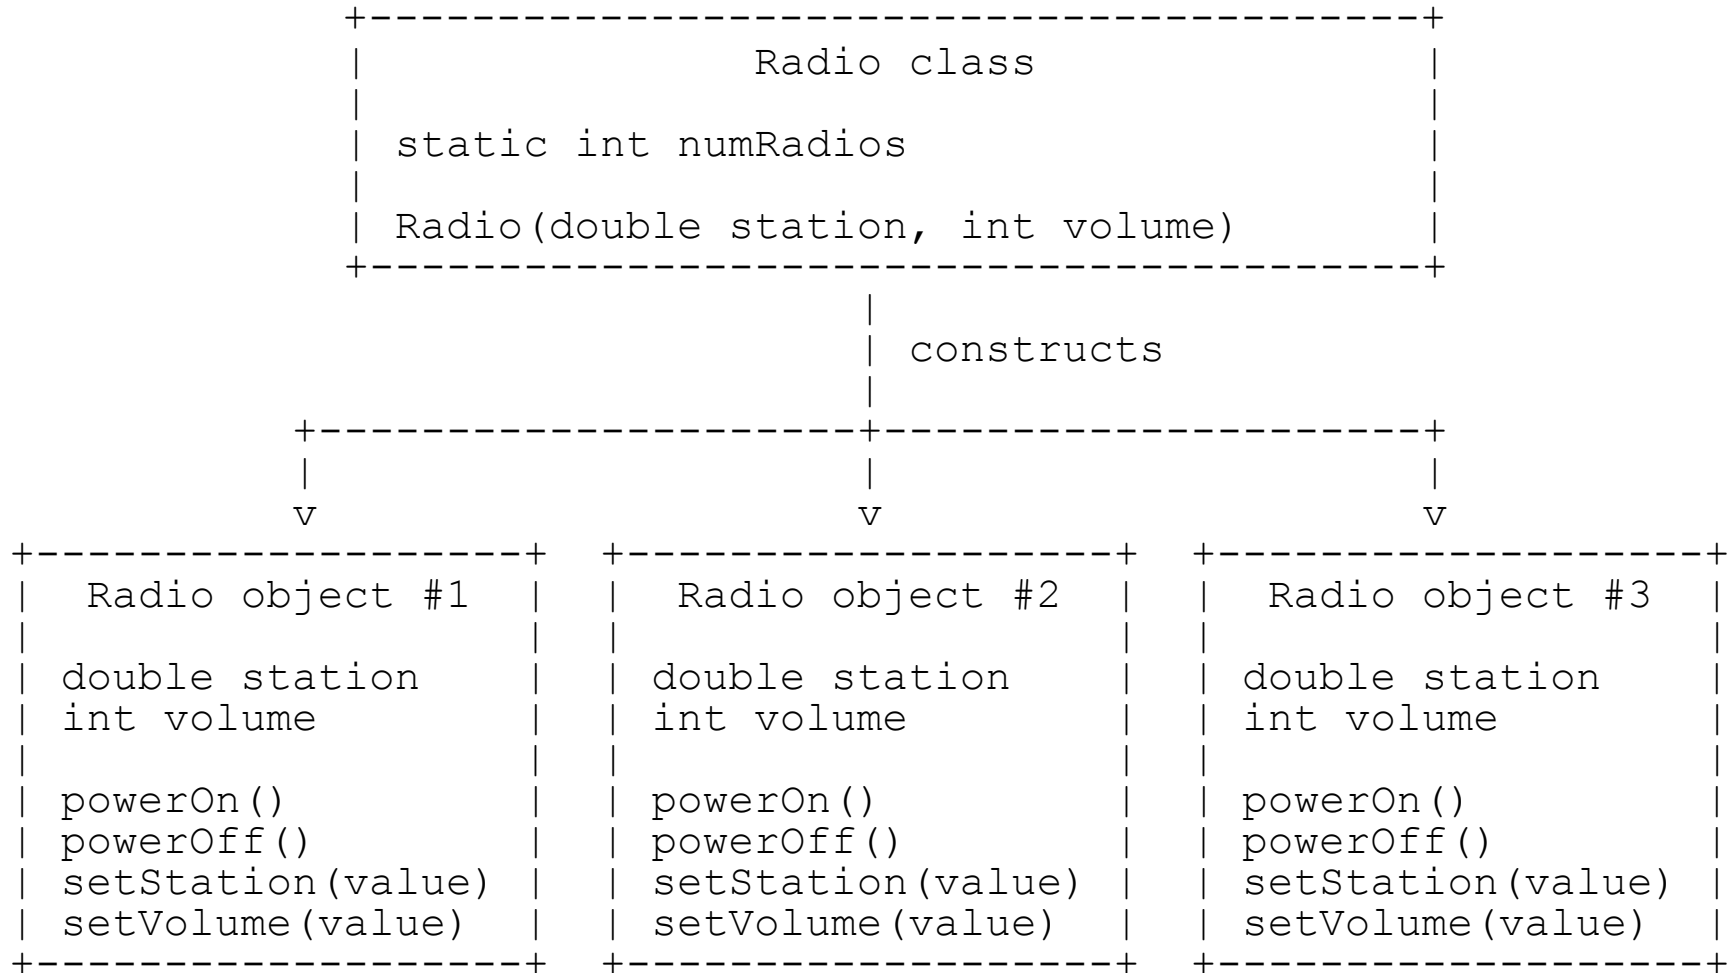 Radio class
static int numRadios
Radio(double station, int volume)
constructs
Radio object #1
double station
int volume
powerOn()
powerOff()
setStation(value)
setVolume(value)
Radio object #2
double station
int volume
powerOn()
powerOff()
setStation(value)
setVolume(value)
Radio object #3
double station
int volume
powerOn()
powerOff()
setStation(value)
setVolume(value)